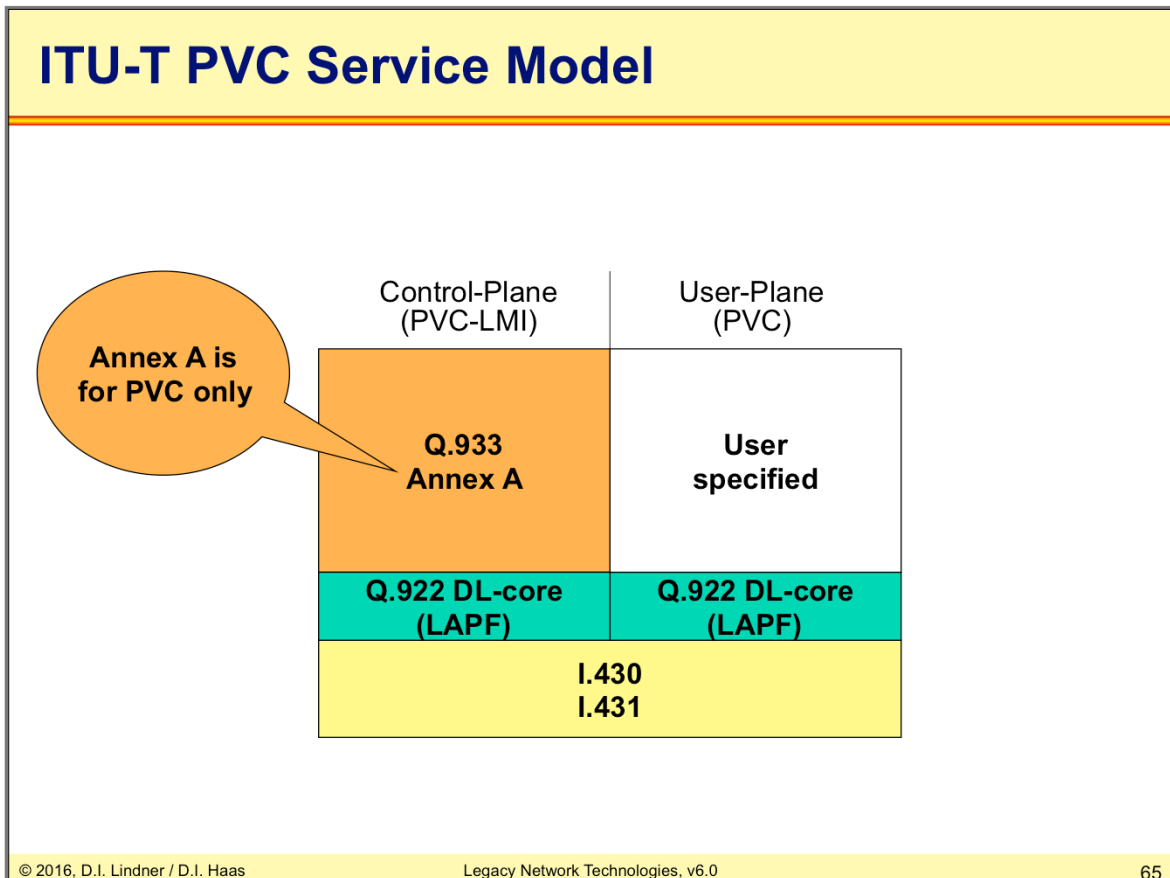 ITU-T PVC Service Model
Control-Plane
(PVC-LMI)
User-Plane
(PVC)
Annex A is
for PVC only
Q.933
Annex A
User
specified
Q.922 DL-core
(LAPF)
Q.922 DL-core
(LAPF)
I.430
I.431
© 2016, D.I. Lindner / D.I. Haas
Legacy Network Technologies, v6.0
65